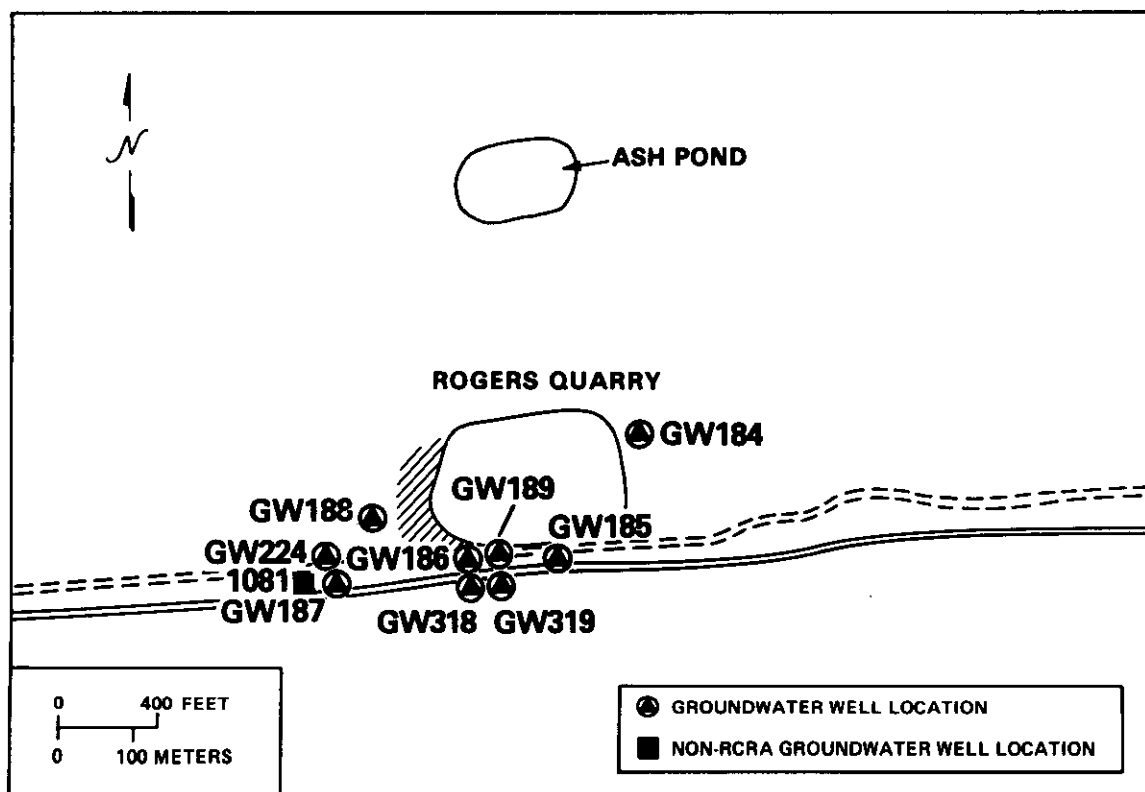 N
ASH POND
ROGERS QUARRY
GW184
GW189
GW188
GW185
GW224
GW186
1081
GW187
GW318
GW319
0 400 FEET
0 100 METERS
GROUNDWATER WELL LOCATION
NON-RCRA GROUNDWATER WELL LOCATION